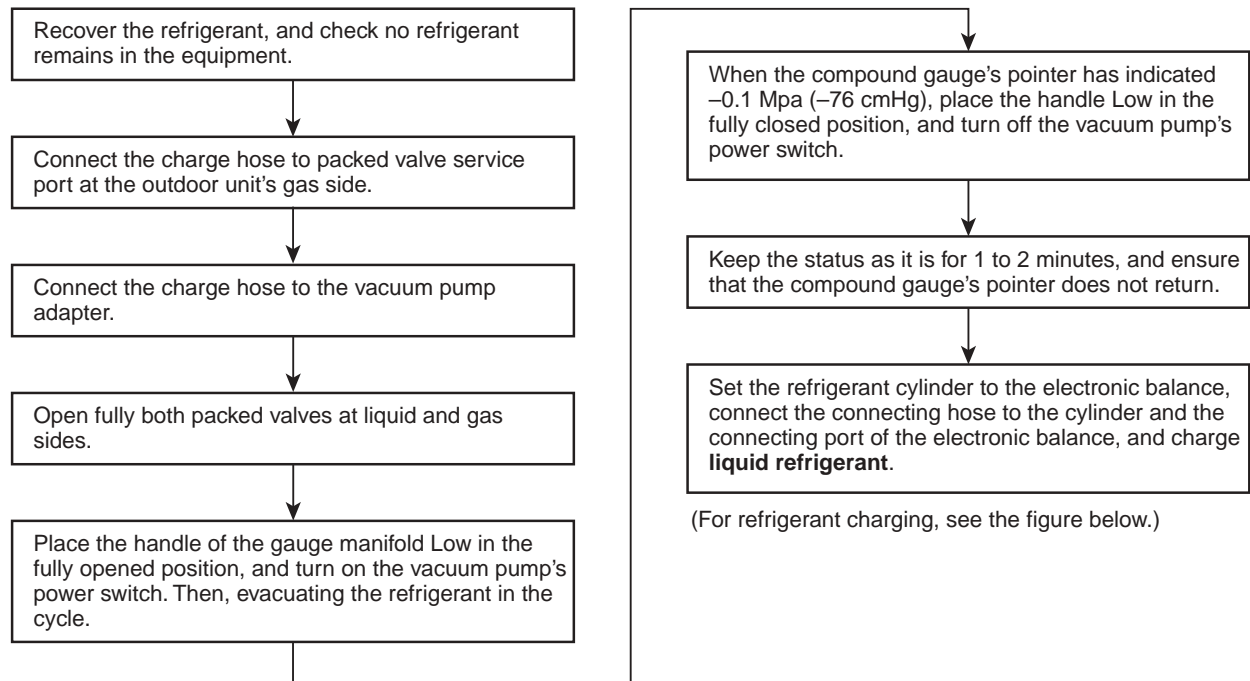 Recover the refrigerant, and check no refrigerant
remains in the equipment.
Connect the charge hose to packed valve service
port at the outdoor unit's gas side.
Connect the charge hose to the vacuum pump
adapter.
Open fully both packed valves at liquid and gas
sides.
Place the handle of the gauge manifold Low in the
fully opened position, and turn on the vacuum pump's
power switch. Then, evacuating the refrigerant in the
cycle.
When the compound gauge's pointer has indicated
–0.1 Mpa (–76 cmHg), place the handle Low in the
fully closed position, and turn off the vacuum pump's
power switch.
Keep the status as it is for 1 to 2 minutes, and ensure
that the compound gauge's pointer does not return.
Set the refrigerant cylinder to the electronic balance,
connect the connecting hose to the cylinder and the
connecting port of the electronic balance, and charge
liquid refrigerant.
(For refrigerant charging, see the figure below.)